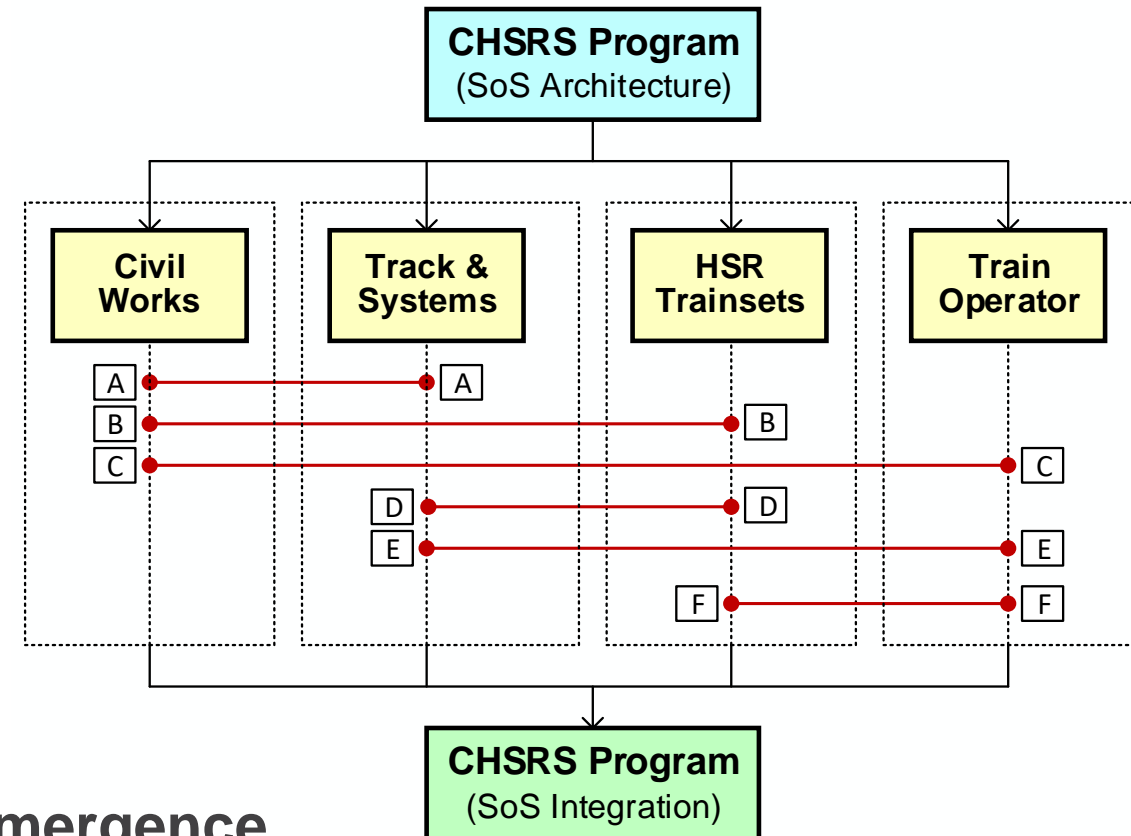 CHSRS Program
(SoS Architecture)
Civil
Works
Track &
Systems
HSR
Trainsets
Train
Operator
A A
B B
C C
D D
E E
F F
CHSRS Program
(SoS Integration)
mergence